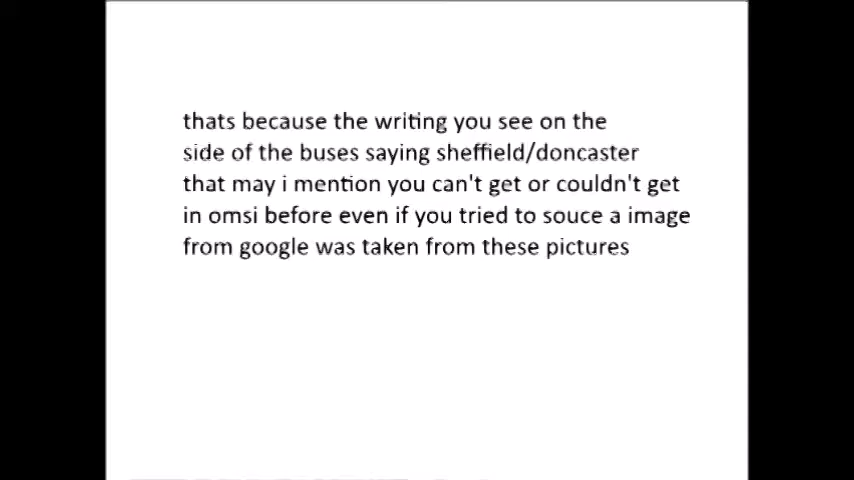 thats because the writing you see on the
side of the buses saying sheffield/doncaster
that may i mention you can't get or couldn't get
in omsi before even if you tried to souce a image
from google was taken from these pictures